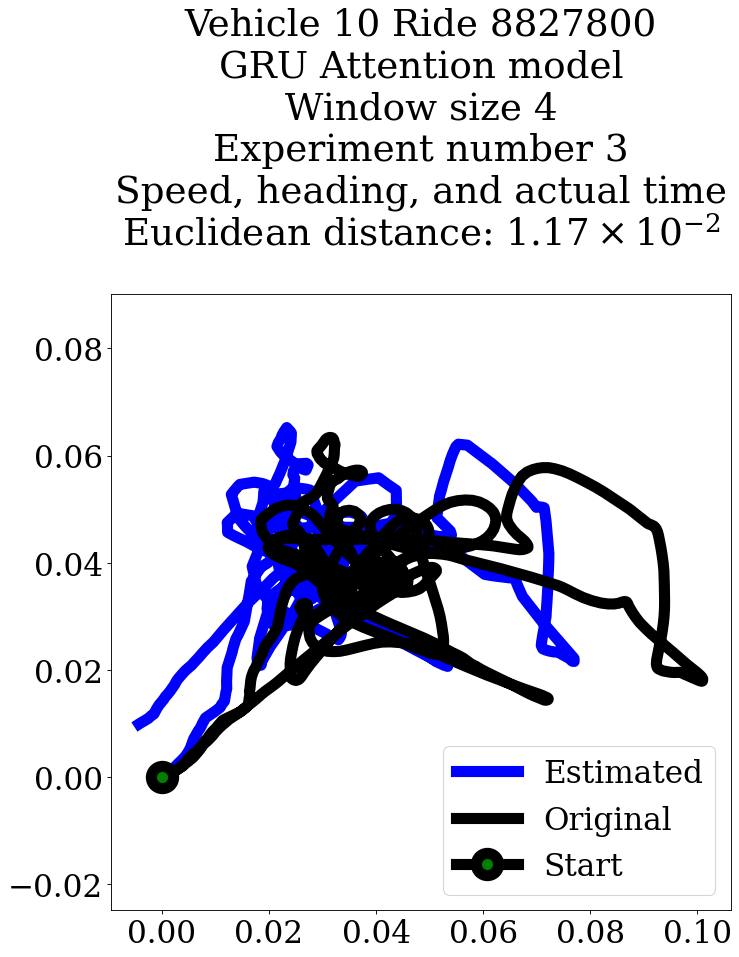 Vehicle 10 Ride 8827800
GRU Attention model
Window size 4
Experiment number 3
Speed, heading, and actual time
Euclidean distance: 1.17 × 10⁻²
0.08
0.06
0.04
0.02
0.00
−0.02
Estimated
Original
Start
0.00 0.02 0.04 0.06 0.08 0.10